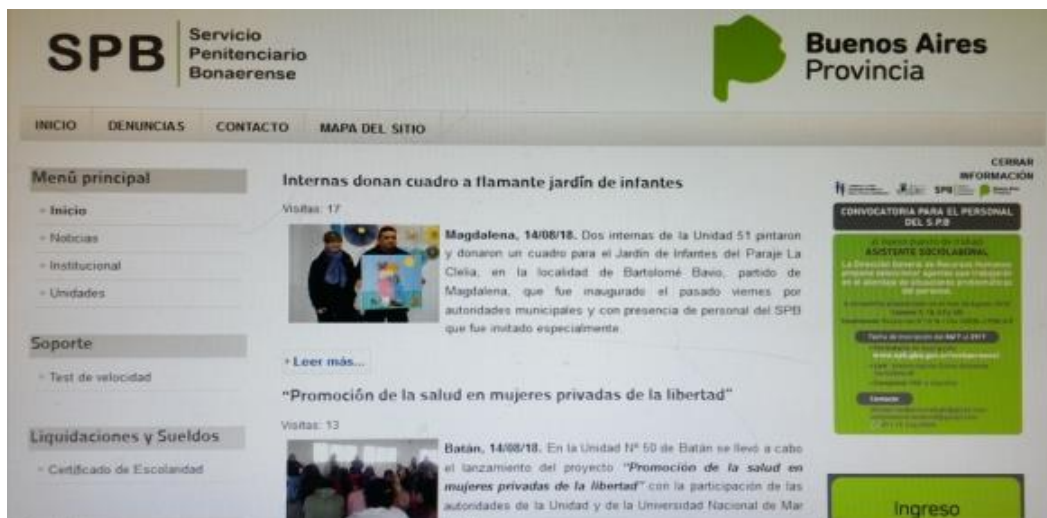 SPB
Servicio
Penitenciario
Bonaerense
Buenos Aires
Provincia
INICIO DENUNCIAS CONTACTO MAPA DEL SITIO
Menú principal
Inicio
Noticias
Institucional
Unidades
Soporte
Test de velocidad
Liquidaciones y Sueldos
Certificado de Escolaridad
Internas donan cuadro a flamante jardín de infantes
Visitas: 17
Magdalena, 14/08/18. Dos internas de la Unidad 51 pintaron
y donaron un cuadro para el Jardín de Infantes del Paraje La
Clelia, en la localidad de Bartolomé Bavio, partido de
Magdalena, que fue inaugurado el pasado viernes por
autoridades municipales y con presencia de personal del SPB
que fue invitado especialmente.
Leer más...
"Promoción de la salud en mujeres privadas de la libertad"
Visitas: 13
Batán, 14/08/18. En la Unidad Nº 50 de Batán se llevó a cabo
el lanzamiento del proyecto "Promoción de la salud en
mujeres privadas de la libertad" con la participación de las
autoridades de la Unidad y de la Universidad Nacional de Mar
CERRAR
INFORMACIÓN
SPB
CONVOCATORIA PARA EL PERSONAL
DEL S.P.B
ASISTENTE SOCIOLABORAL
La Dirección General de Recursos Humanos
Contacto
Ingreso